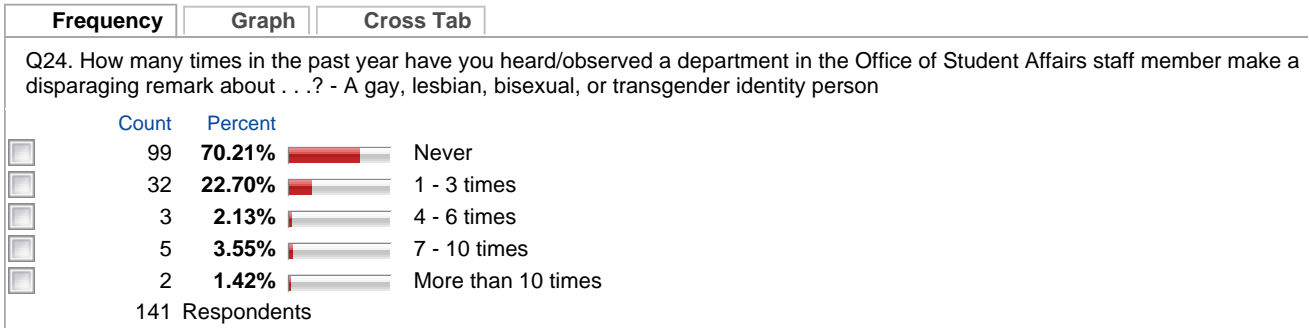 Frequency Graph Cross Tab
Q24. How many times in the past year have you heard/observed a department in the Office of Student Affairs staff member make a
disparaging remark about . . .? - A gay, lesbian, bisexual, or transgender identity person
Count Percent
99 70.21% Never
32 22.70% 1 - 3 times
3 2.13% 4 - 6 times
5 3.55% 7 - 10 times
2 1.42% More than 10 times
141 Respondents